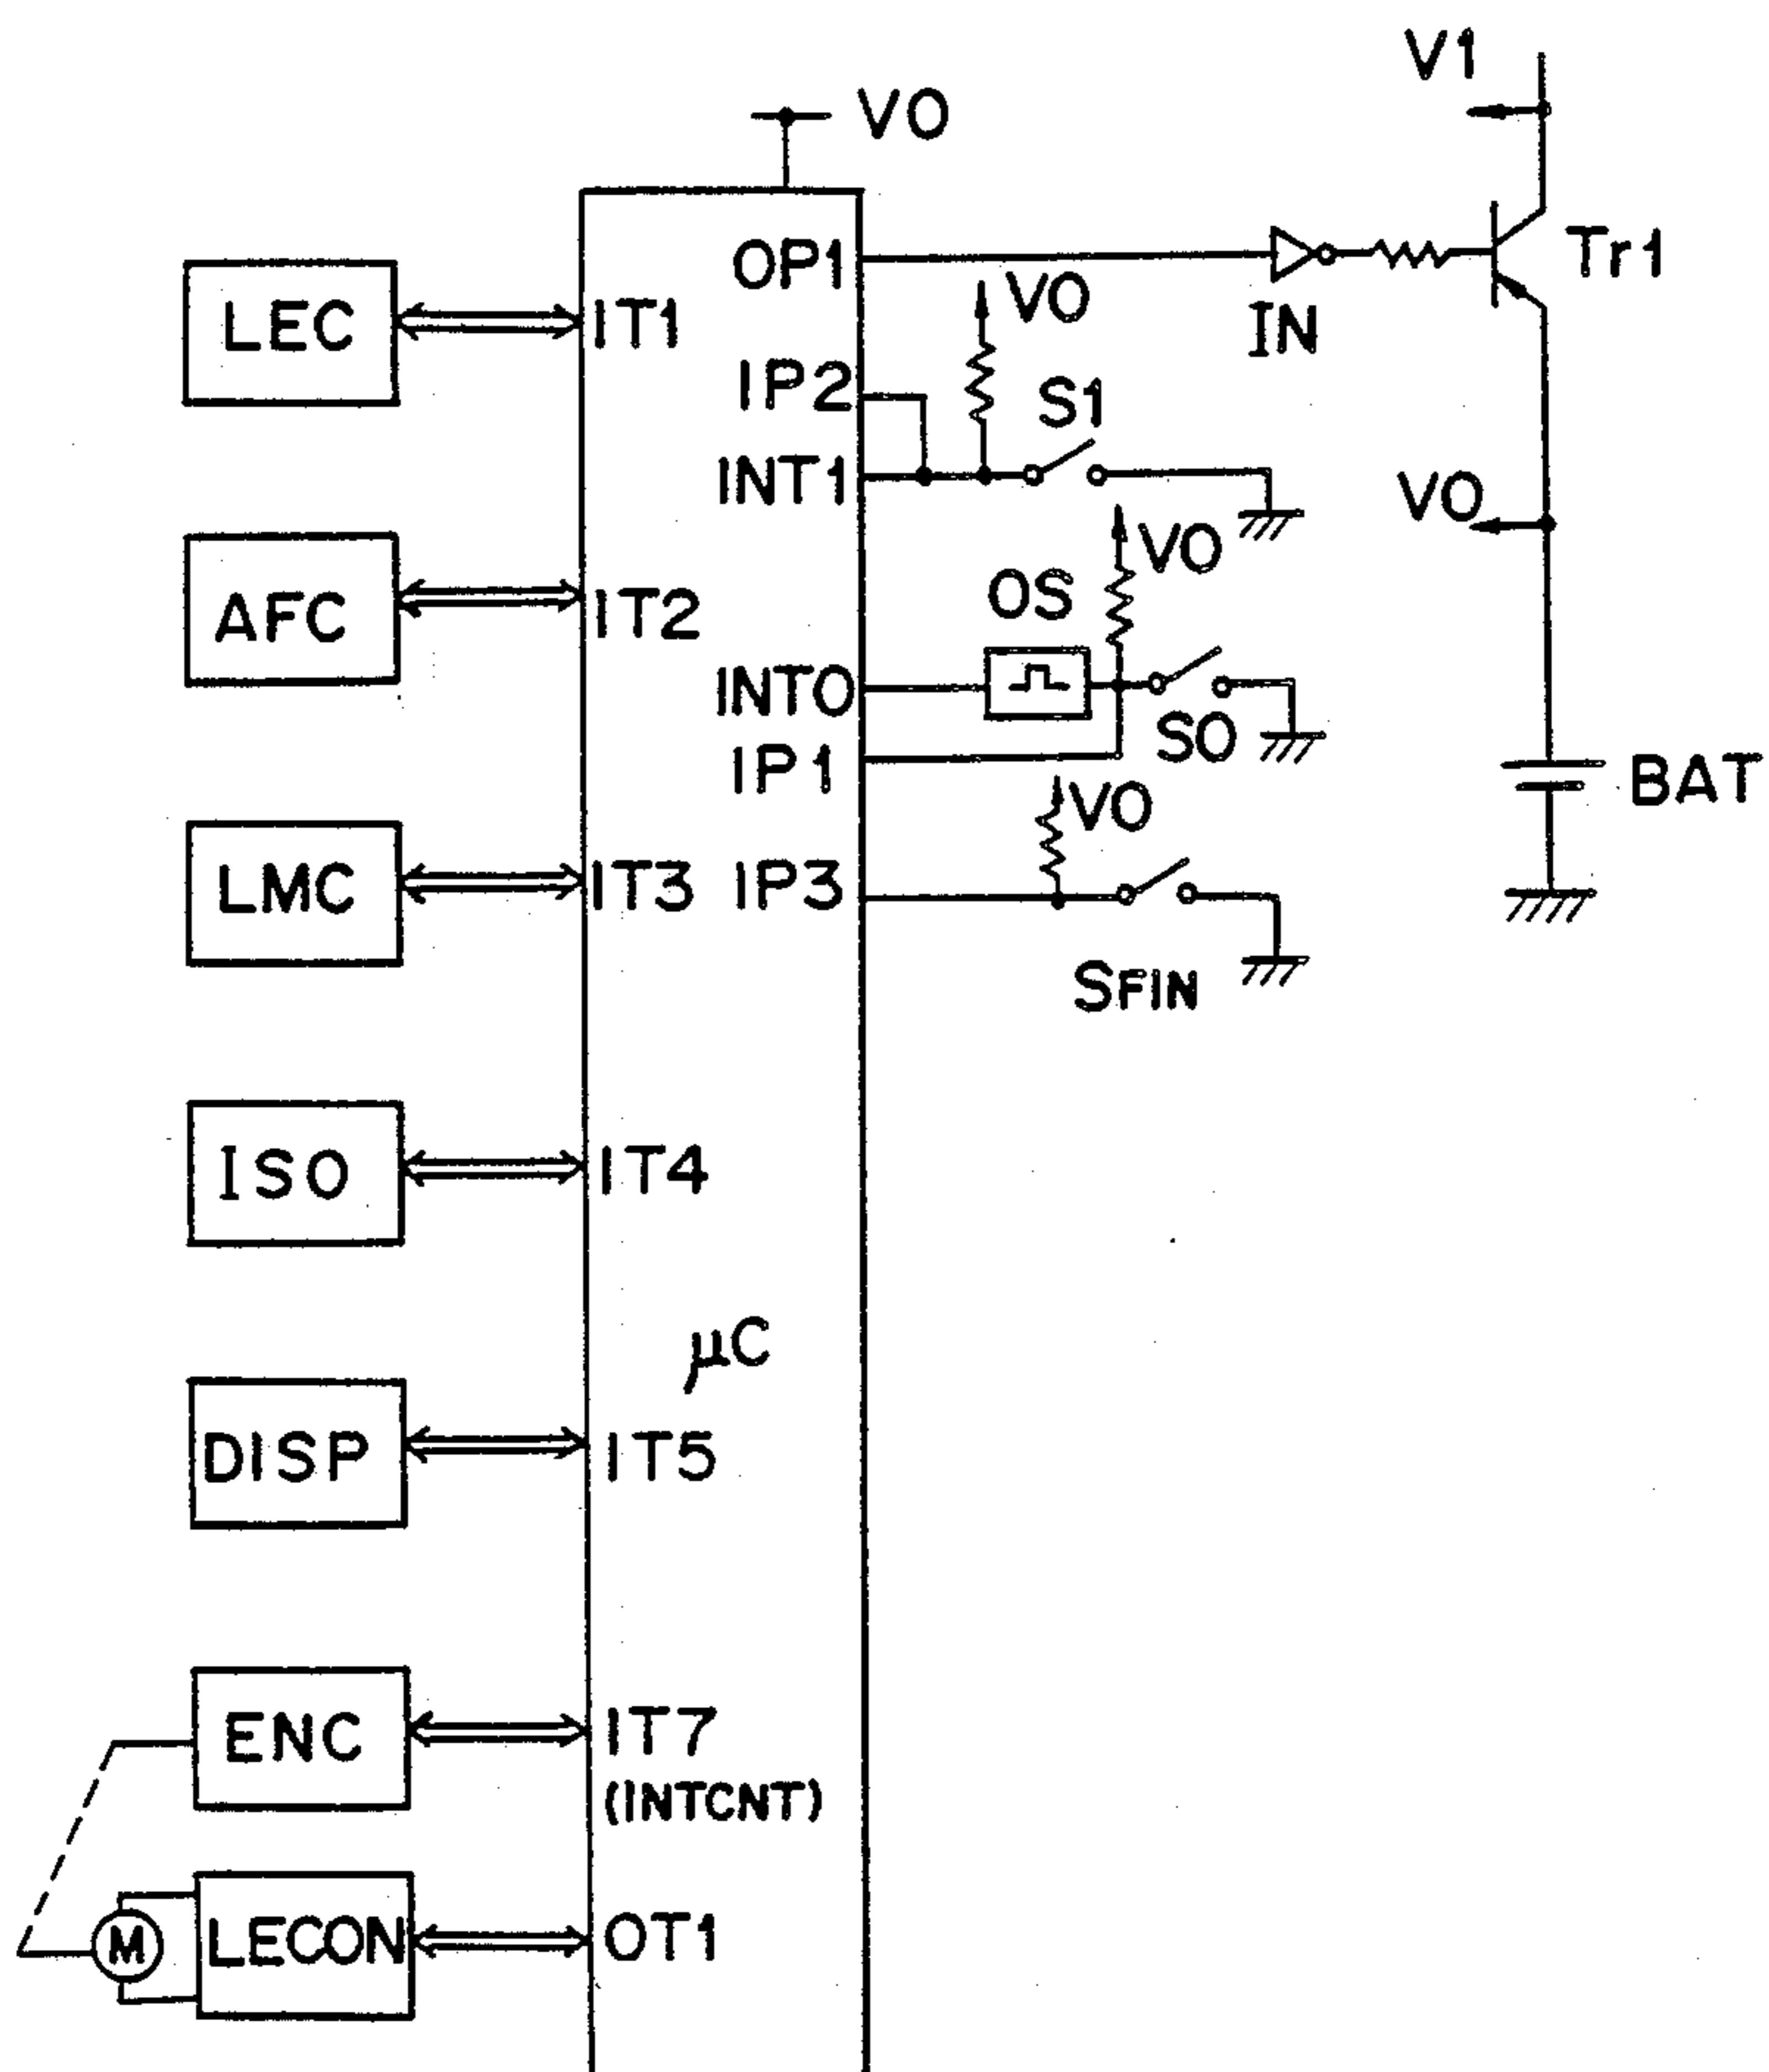 V1
VO
OP1
Tr1
LEC
IT1
VO
IN
IP2
S1
INT1
VO
VO
AFC
IT2
OS
INTO
SO
IP1
BAT
VO
LMC
IT3
IP3
SFIN
ISO
IT4
μC
DISP
IT5
ENC
IT7
(INTCNT)
M
LECON
OT1